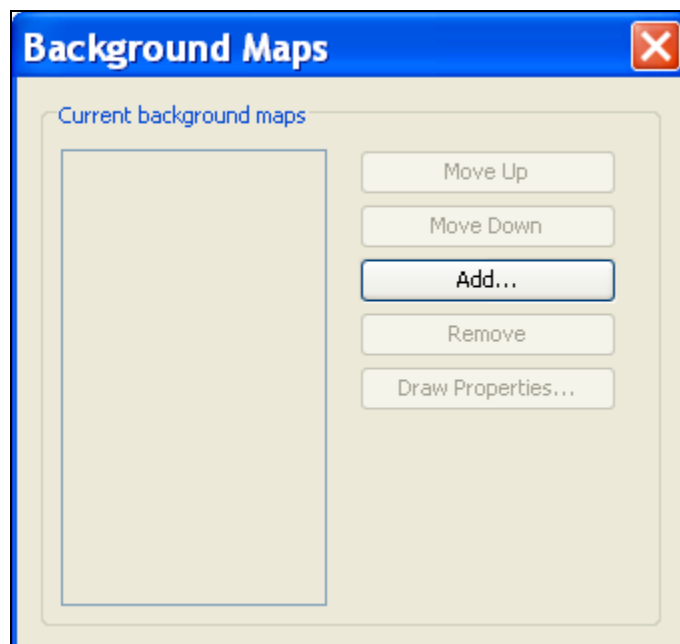 Background Maps
Current background maps
Move Up
Move Down
Add...
Remove
Draw Properties...